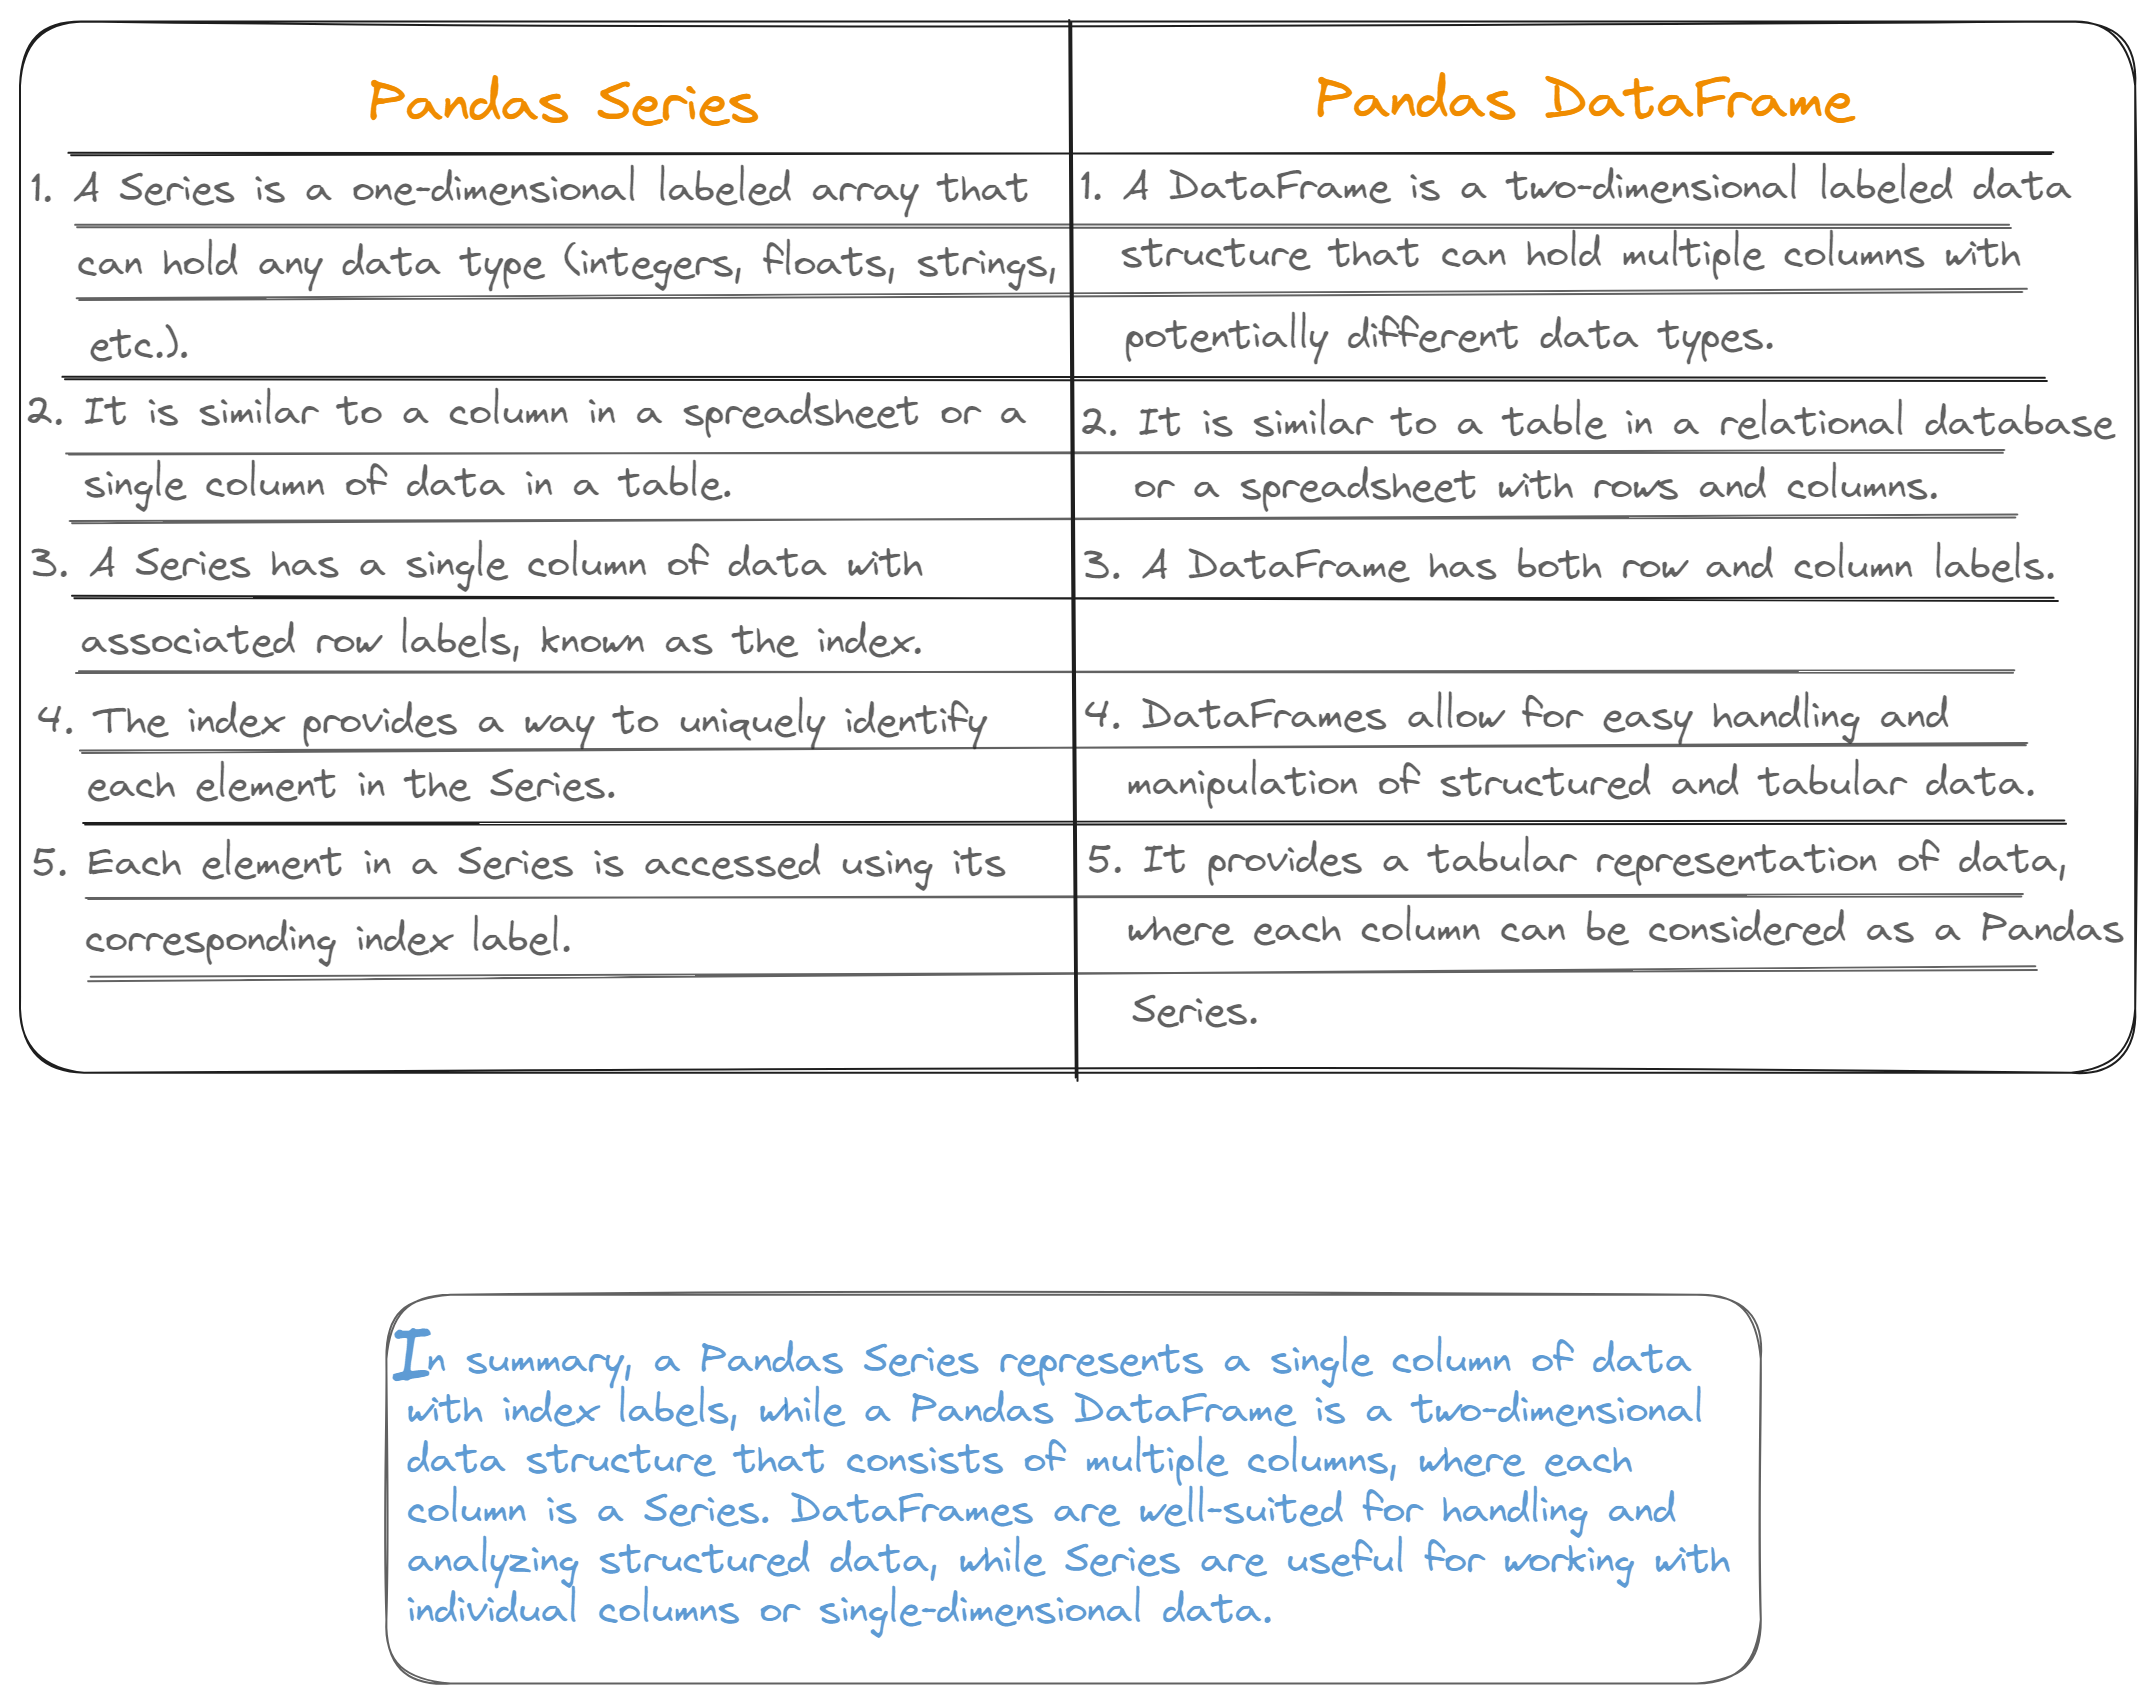 Pandas Series
1. A Series is a one-dimensional labeled array that
can hold any data type (integers, floats, strings,
etc.).
2. It is similar to a column in a spreadsheet or a
single column of data in a table.
3. A Series has a single column of data with
associated row labels, known as the index.
4. The index provides a way to uniquely identify
each element in the Series.
5. Each element in a Series is accessed using its
corresponding index label.
Pandas DataFrame
1. A DataFrame is a two-dimensional labeled data
structure that can hold multiple columns with
potentially different data types.
2. It is similar to a table in a relational database
or a spreadsheet with rows and columns.
3. A DataFrame has both row and column labels.
4. DataFrames allow for easy handling and
manipulation of structured and tabular data.
5. It provides a tabular representation of data,
where each column can be considered as a Pandas
Series.
In summary, a Pandas Series represents a single column of data
with index labels, while a Pandas DataFrame is a two-dimensional
data structure that consists of multiple columns, where each
column is a Series. DataFrames are well-suited for handling and
analyzing structured data, while Series are useful for working with
individual columns or single-dimensional data.